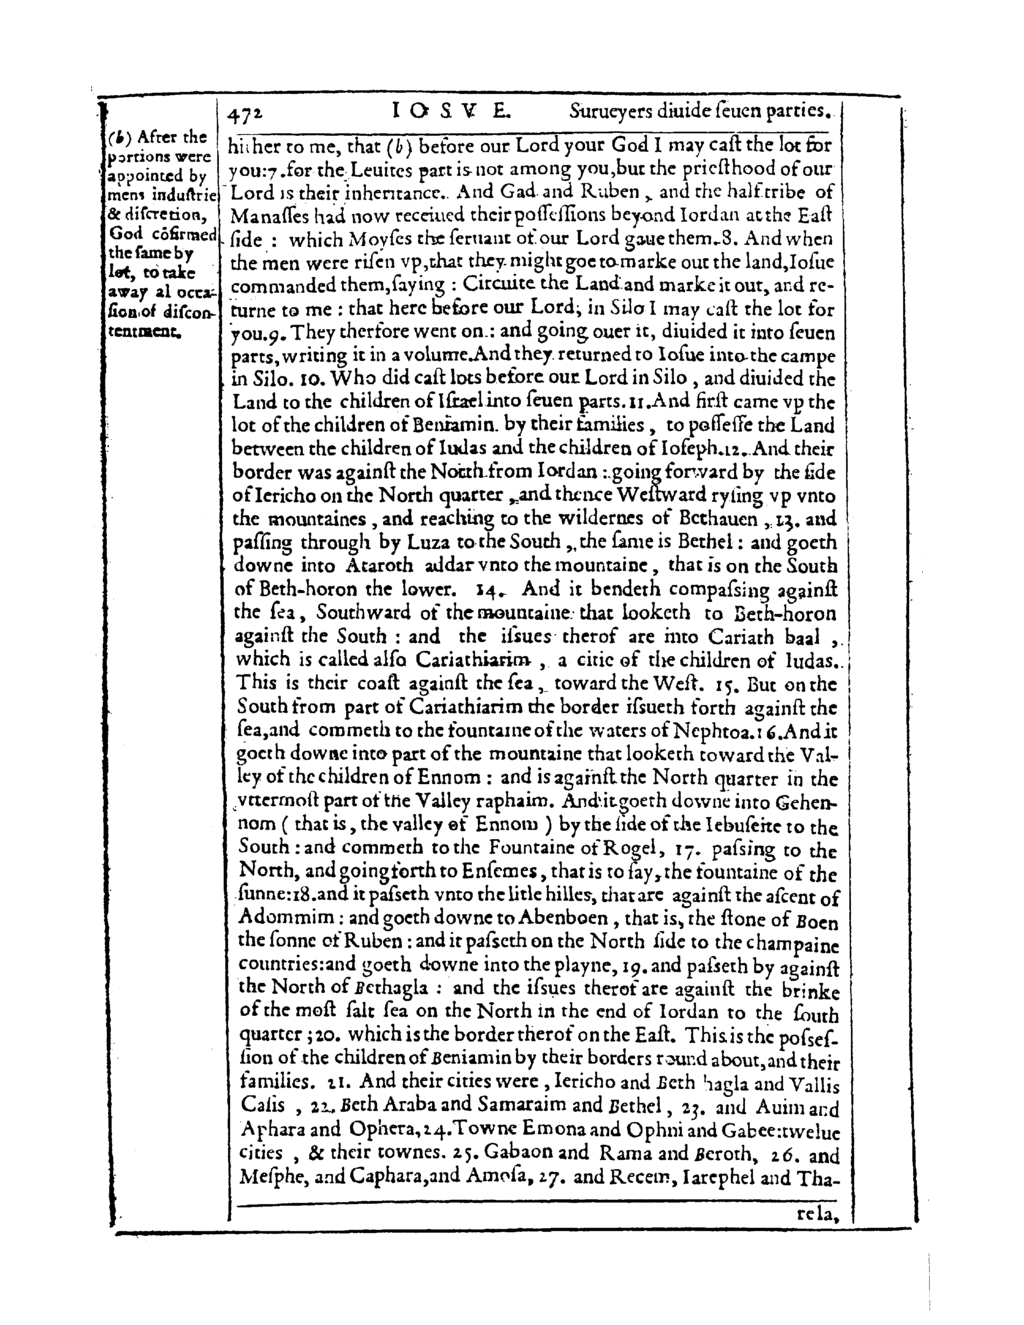 472 IOSVE. Surueyers diuide ſeuen parties.
(b) After the
portions were
appointed by
mens induſtrie
& diſcretion,
God cõfirmed
the ſame by
lot, to take
away al occa-
ſion of diſcon-
tentment.
hither to me, that (b) before our Lord your God I may caſt the lot for
you:7.for the Leuites part is not among you,but the prieſthood of our
Lord is their inheritance. And Gad and Ruben, and the halfe tribe of
Manaſſes had now receiued their poſſeſſions beyond Iordan at the Eaſt
ſide : which Moyſes the ſeruant of our Lord gaue them.8. And when
the men were riſen vp,that they might goe to marke out the land,Ioſue
commanded them,ſaying : Circuite the Land and marke it out, and re-
turne to me : that here before our Lord, in Silo I may caſt the lot for
you.9. They therfore went on : and going ouer it, diuided it into ſeuen
parts,writing it in a volume.And they returned to Ioſue into the campe
in Silo. 10. Who did caſt lots before our Lord in Silo , and diuided the
Land to the children of Iſrael into ſeuen parts.11.And firſt came vp the
lot of the children of Beniamin. by their families , to poſſeſſe the Land
betwecn the children of Iudas and the children of Ioſeph.12. And their
border was againſt the North from Iordan : going forward by the ſide
of Iericho on the North quarter , and thence Weſtward ryſing vp vnto
the mountaines , and reaching to the wildernes of Bethauen , 13. and
paſſing through by Luza to the South , the ſame is Bethel : and goeth
downe into Ataroth addar vnto the mountaine , that is on the South
of Beth-horon the lower. 14. And it bendeth compaſsing againſt
the ſea , Southward of the mountaine that looketh to Beth-horon
againſt the South : and the iſsues therof are into Cariath baal ,
which is called alſo Cariathiarim , a citie of the children of Iudas.
This is their coaſt againſt the ſea , toward the Weſt. 15. But on the
South from part of Cariathiarim the border iſsueth forth againſt the
ſea,and commeth to the fountaine of the waters of Nephtoa.16.And it
goeth downe into part of the mountaine that looketh toward the Val-
ley of the children of Ennom : and is againſt the North quarter in the
vttermoſt part of the Valley raphaim. And it goeth downe into Gehen-
nom ( that is , the valley of Ennom ) by the ſide of the Iebuſeite to the
South : and commeth to the Fountaine of Rogel, 17. paſsing to the
North, and going forth to Enſemes , that is to ſay, the fountaine of the
ſunne:18.and it paſseth vnto the litle hilles, that are againſt the aſcent of
Adommim : and goeth downe to Abenboen , that is, the ſtone of Boen
the ſonne of Ruben : and it paſseth on the North ſide to the champaine
countries:and goeth downe into the playne, 19. and paſseth by againſt
the North of Bethagla : and the iſsues therof are againſt the brinke
of the moſt ſalt ſea on the North in the end of Iordan to the ſouth
quarter ; 20. which is the border therof on the Eaſt. This is the poſseſ-
ſion of the children of Beniamin by their borders round about,and their
families. 21. And their cities were , Iericho and Beth hagla and Vallis
Caſis , 22. Beth Araba and Samaraim and Bethel , 23. and Auim and
Aphara and Ophera,24.Towne Emona and Ophni and Gabee:twelue
cities , & their townes. 25. Gabaon and Rama and Beroth, 26. and
Meſphe, and Caphara,and Amoſa, 27. and Recem, Iarephel and Tha-
rela,